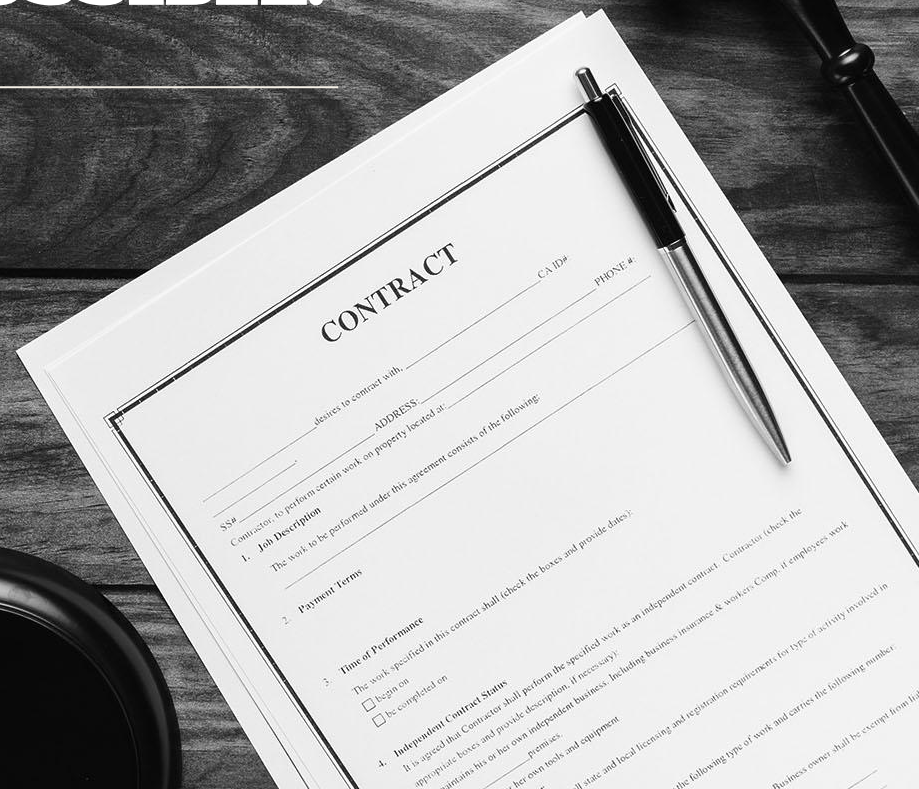 CONTRACT
desires to contract with, CA ID#
ADDRESS: PHONE #:
SS#
Contractor, to perform certain work on property located at:
1. Job Description
The work to be performed under this agreement consists of the following:
2. Payment Terms
3. Time of Performance
The work specified in this contract shall (check the boxes and provide dates):
begin on
be completed on
4. Independent Contract Status
It is agreed that Contractor shall perform the specified work as an independent contract. Contractor (check the
appropriate boxes and provide description, if necessary):
maintains his or her own independent business. Including business insurance & workers Comp. if employees work
premises.
or her own tools and equipment
all state and local licensing and registration requirements for type of activity involved in
the following type of work and carries the following number
Business owner shall be exempt from